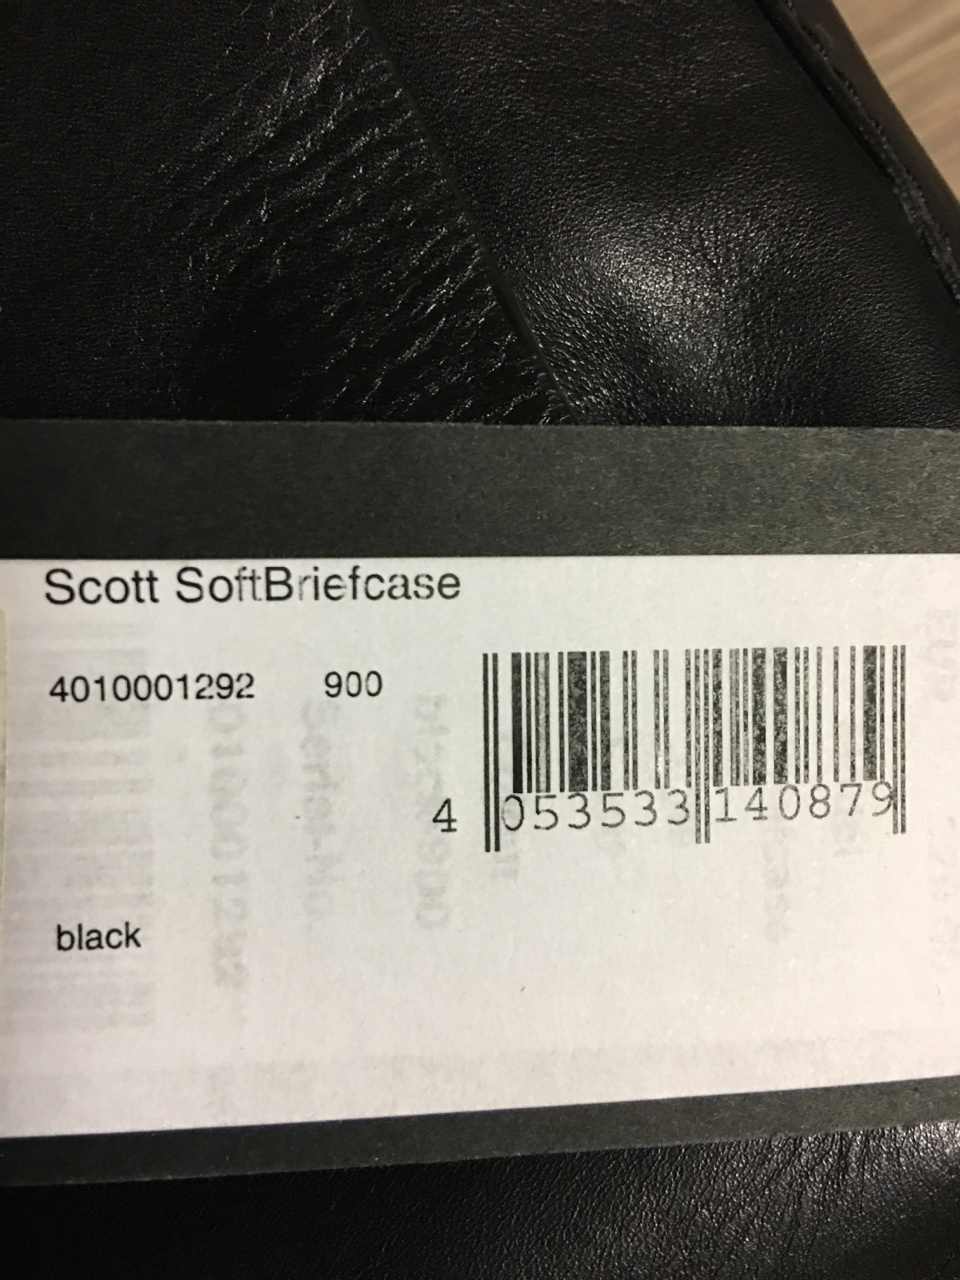 Scott SoftBriefcase
4010001292 900
4 053533 140879
black